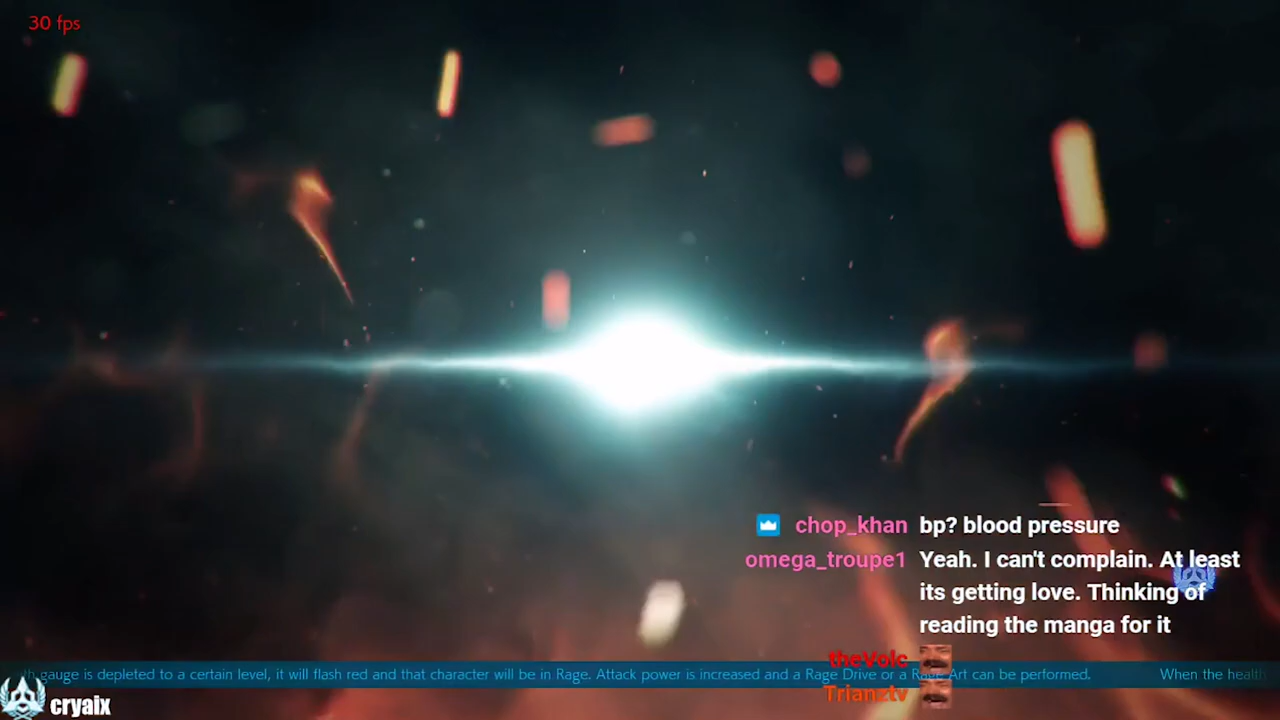 30 fps
chop_khan bp? blood pressure
omega_troupe1 Yeah. I can't complain. At least
its getting love. Thinking of
reading the manga for it
theVolc
gauge is depleted to a certain level, it will flash red and that character will be in Rage. Attack power is increased and a Rage Drive or a Rage Art can be performed. When the health
Trianztv
cryaix